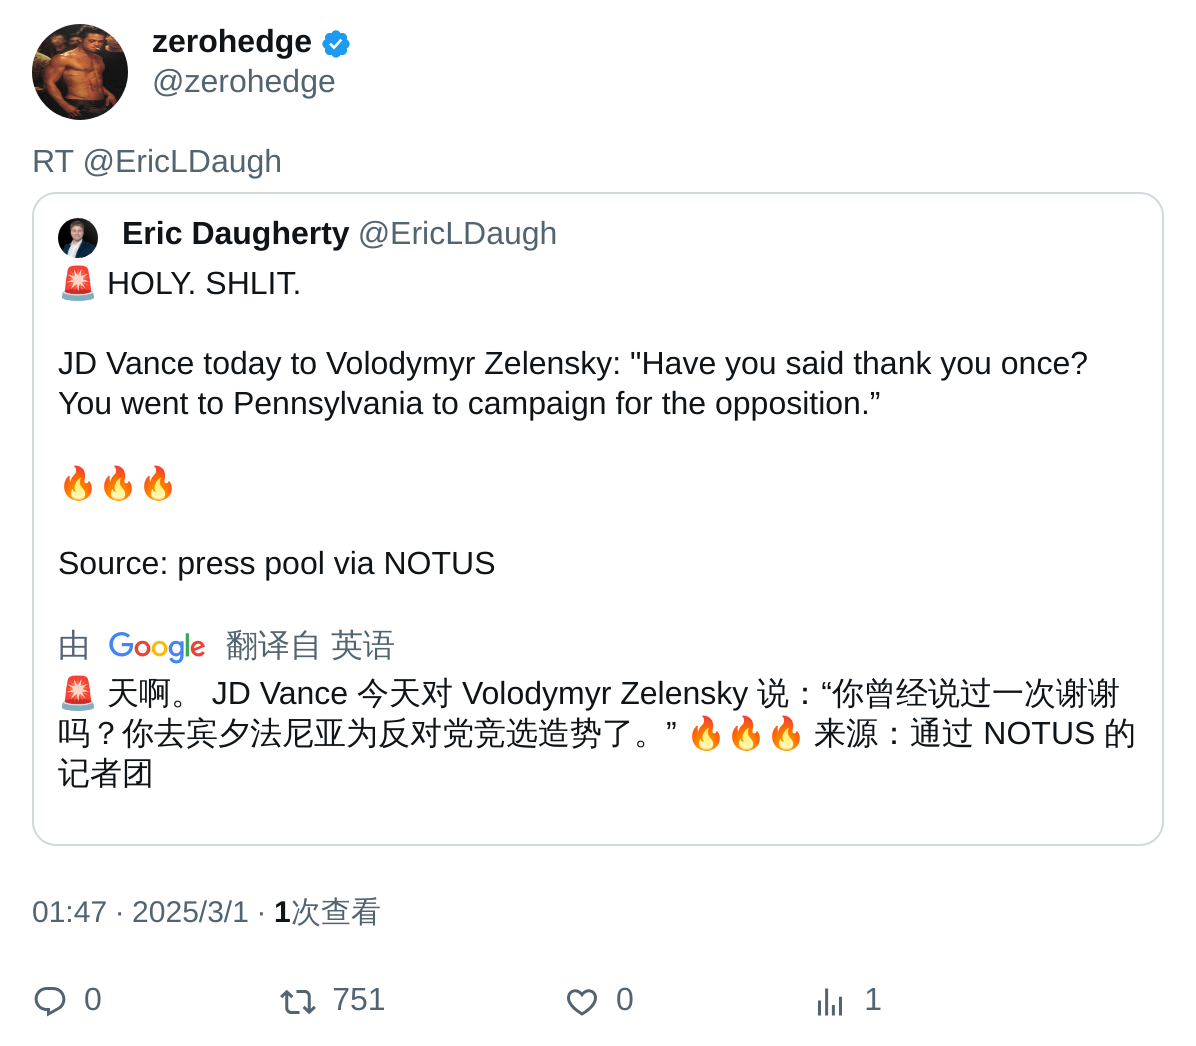 zerohedge
@zerohedge
RT @EricLDaugh
Eric Daugherty @EricLDaugh
🚨 HOLY. SHLIT.
JD Vance today to Volodymyr Zelensky: "Have you said thank you once?
You went to Pennsylvania to campaign for the opposition.”
🔥🔥🔥
Source: press pool via NOTUS
由 Google 翻译自 英语
🚨 天啊。 JD Vance 今天对 Volodymyr Zelensky 说：“你曾经说过一次谢谢
吗？你去宾夕法尼亚为反对党竞选造势了。” 🔥🔥🔥 来源：通过 NOTUS 的
记者团
01:47 · 2025/3/1 · 1次查看
0 751 0 1